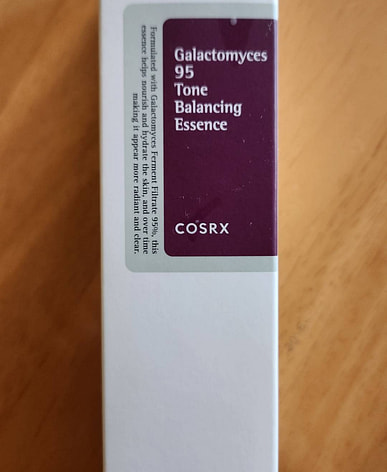 Galactomyces
95
Tone
Balancing
Essence
COSRX
Formulated with Galactomyces Ferment Filtrate 95%, this
essence helps nourish and hydrate the skin, and over time
making it appear more radiant and clear.